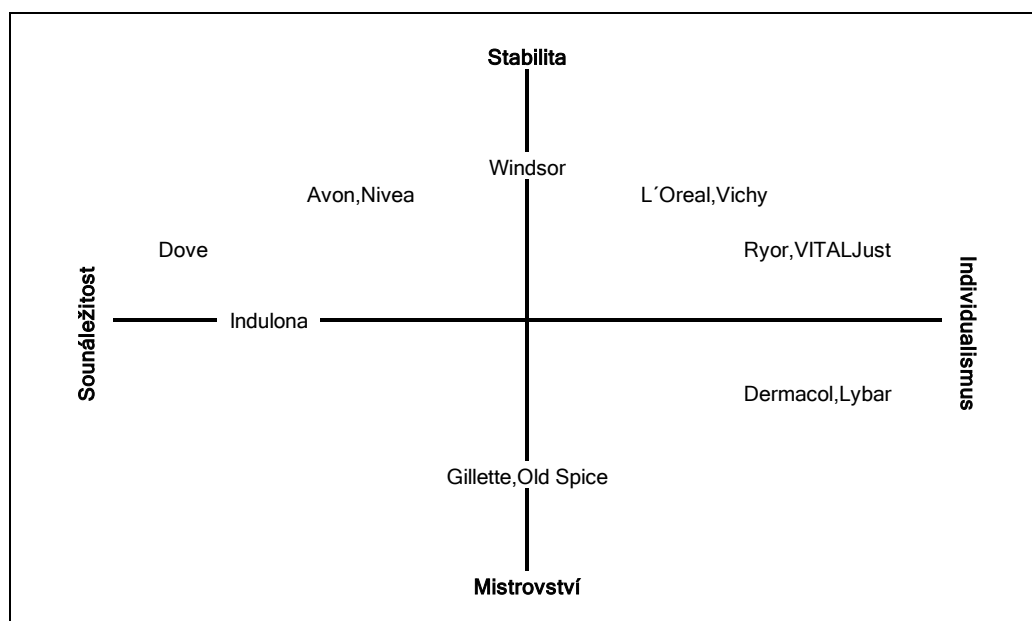 Stabilita
Windsor
Avon,Nivea
L´Oreal,Vichy
Dove
Ryor,VITALJust
Sounáležitost
Indulona
Individualismus
Dermacol,Lybar
Gillette,Old Spice
Mistrovství